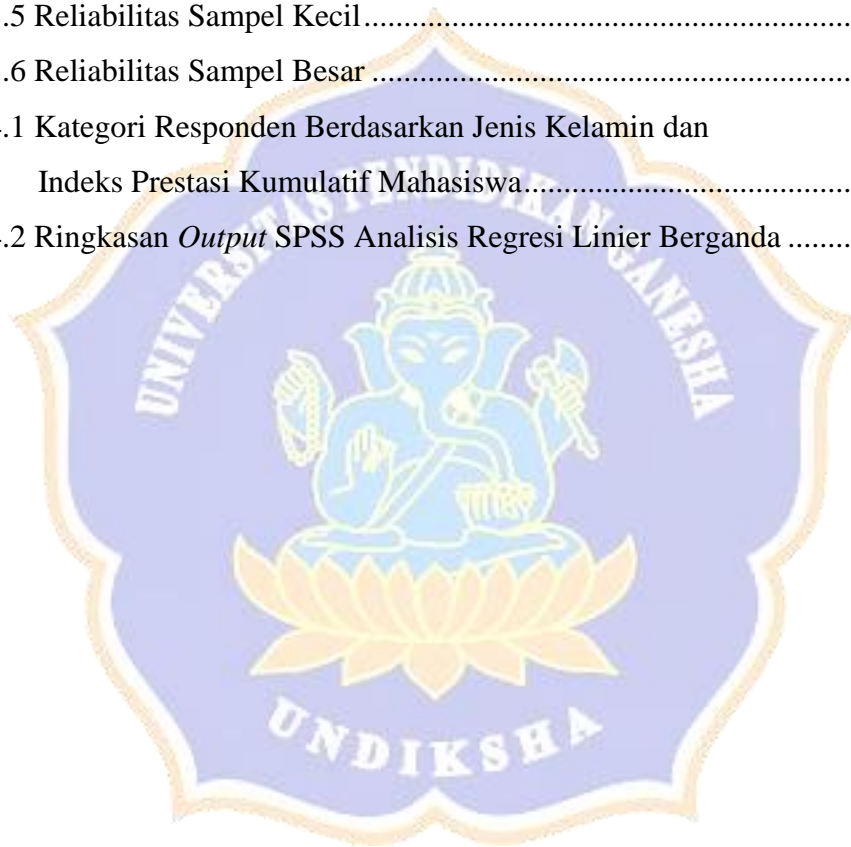 .5 Reliabilitas Sampel Kecil................................................................
.6 Reliabilitas Sampel Besar ...............................................................
.1 Kategori Responden Berdasarkan Jenis Kelamin dan
Indeks Prestasi Kumulatif Mahasiswa...........................................
.2 Ringkasan Output SPSS Analisis Regresi Linier Berganda ........
UNIVERSITAS PENDIDIKAN GANESHA
UNDIKSHA